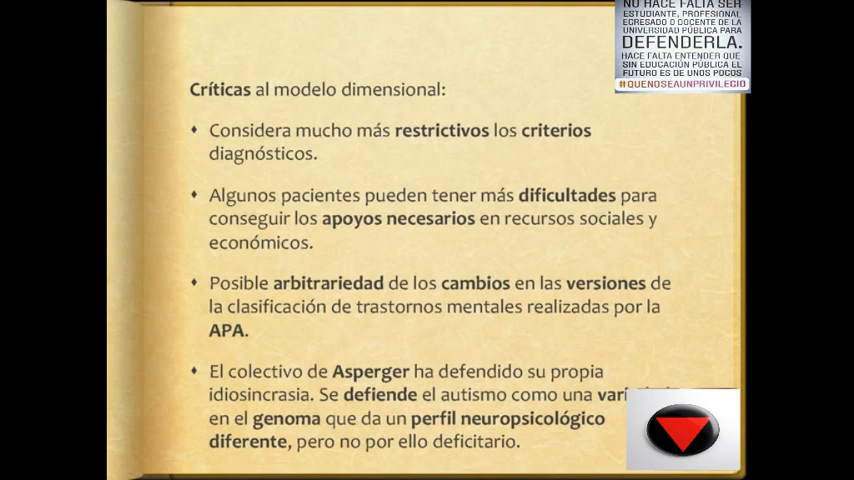 NO HACE FALTA SER
ESTUDIANTE, PROFESIONAL
EGRESADO O DOCENTE DE LA
UNIVERSIDAD PÚBLICA PARA
DEFENDERLA.
HACE FALTA ENTENDER QUE
SIN EDUCACIÓN PÚBLICA EL
FUTURO ES DE UNOS POCOS
#QUENOSEAUNPRIVILEGIO
Críticas al modelo dimensional:
Considera mucho más restrictivos los criterios
diagnósticos.
Algunos pacientes pueden tener más dificultades para
conseguir los apoyos necesarios en recursos sociales y
económicos.
Posible arbitrariedad de los cambios en las versiones de
la clasificación de trastornos mentales realizadas por la
APA.
El colectivo de Asperger ha defendido su propia
idiosincrasia. Se defiende el autismo como una
en el genoma que da un perfil neuropsicológico
diferente, pero no por ello deficitario.